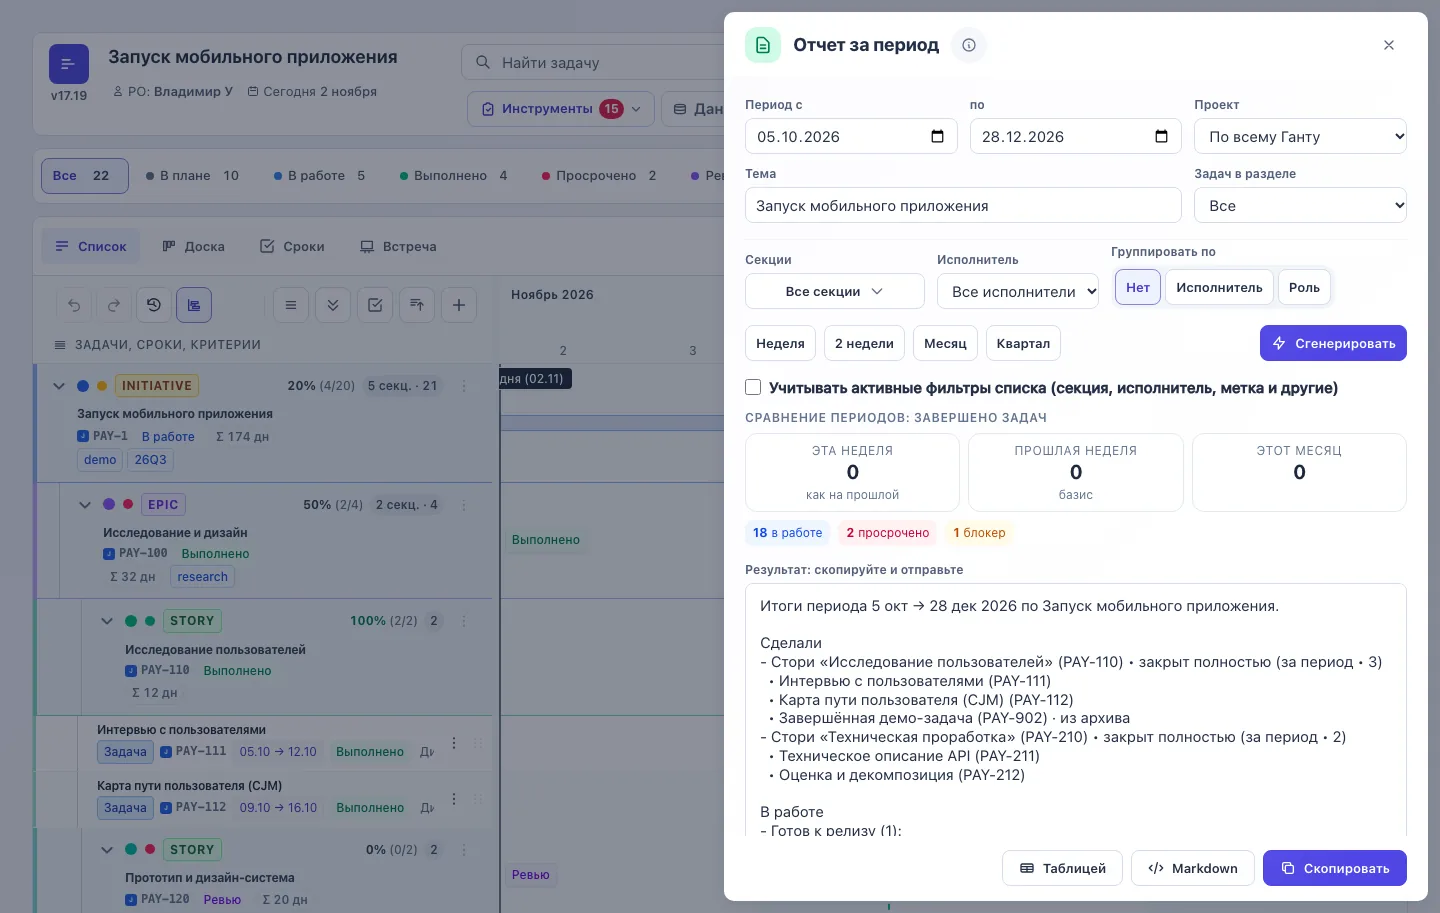 Запуск мобильного приложения
v17.19
PO: Владимир У
Сегодня 2 ноября
Найти задачу
Инструменты 15
Дан
Все 22
В плане 10
В работе 5
Выполнено 4
Просрочено 2
Рев
Список
Доска
Сроки
Встреча
Ноябрь 2026
ЗАДАЧИ, СРОКИ, КРИТЕРИИ
2
3
дня (02.11)
INITIATIVE
20% (4/20)
5 секц. · 21
Запуск мобильного приложения
PAY-1
В работе
Σ 174 дн
demo
26Q3
EPIC
50% (2/4)
2 секц. · 4
Исследование и дизайн
PAY-100
Выполнено
Σ 32 дн
research
Выполнено
STORY
100% (2/2)
2
Исследование пользователей
PAY-110
Выполнено
Σ 12 дн
Интервью с пользователями
Задача
PAY-111
05.10 → 12.10
Выполнено
Ди
Карта пути пользователя (CJM)
Задача
PAY-112
09.10 → 16.10
Выполнено
Ди
STORY
0% (0/2)
2
Прототип и дизайн-система
PAY-120
Ревью
Σ 20 дн
Ревью
Отчет за период
Период с
по
Проект
05.10.2026
28.12.2026
По всему Ганту
Тема
Задач в разделе
Запуск мобильного приложения
Все
Секции
Исполнитель
Группировать по
Все секции
Все исполнители
Нет
Исполнитель
Роль
Неделя
2 недели
Месяц
Квартал
Сгенерировать
Учитывать активные фильтры списка (секция, исполнитель, метка и другие)
СРАВНЕНИЕ ПЕРИОДОВ: ЗАВЕРШЕНО ЗАДАЧ
ЭТА НЕДЕЛЯ
0
как на прошлой
ПРОШЛАЯ НЕДЕЛЯ
0
базис
ЭТОТ МЕСЯЦ
0
18 в работе
2 просрочено
1 блокер
Результат: скопируйте и отправьте
Итоги периода 5 окт → 28 дек 2026 по Запуск мобильного приложения.
Сделали
- Стори «Исследование пользователей» (PAY-110) • закрыт полностью (за период • 3)
• Интервью с пользователями (PAY-111)
• Карта пути пользователя (CJM) (PAY-112)
• Завершённая демо-задача (PAY-902) · из архива
- Стори «Техническая проработка» (PAY-210) • закрыт полностью (за период • 2)
• Техническое описание API (PAY-211)
• Оценка и декомпозиция (PAY-212)
В работе
- Готов к релизу (1):
Таблицей
Markdown
Скопировать